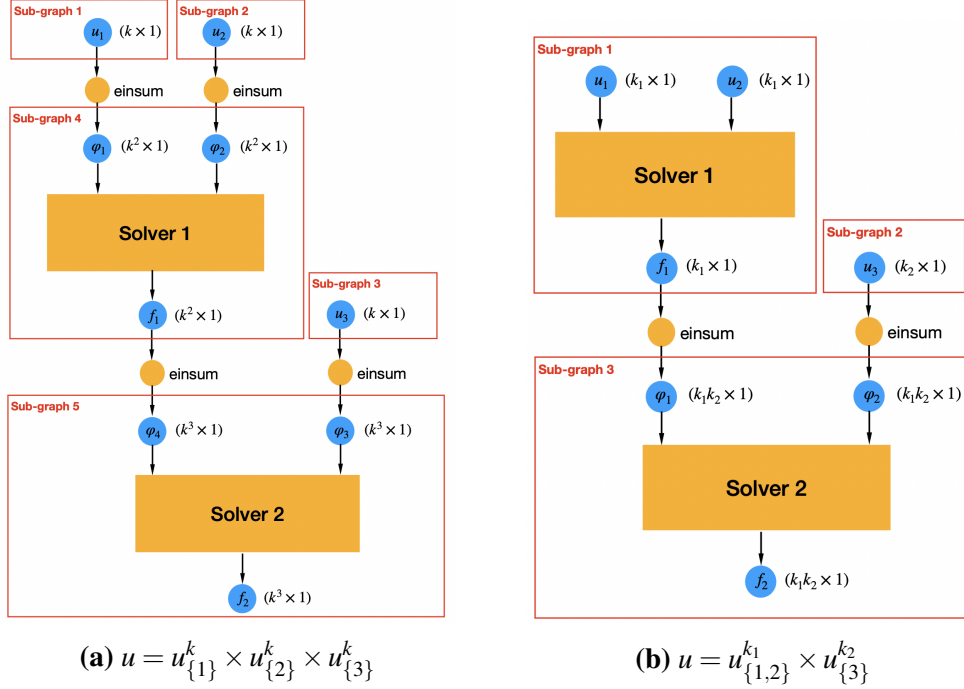 Sub-graph 1
u₁ (k × 1)
Sub-graph 2
u₂ (k × 1)
einsum
einsum
Sub-graph 4
φ₁ (k² × 1)
φ₂ (k² × 1)
Solver 1
f₁ (k² × 1)
Sub-graph 3
u₃ (k × 1)
einsum
einsum
Sub-graph 5
φ₄ (k³ × 1)
φ₃ (k³ × 1)
Solver 2
f₂ (k³ × 1)
(a) u = u^k_{1} × u^k_{2} × u^k_{3}
Sub-graph 1
u₁ (k₁ × 1)
u₂ (k₁ × 1)
Solver 1
f₁ (k₁ × 1)
Sub-graph 2
u₃ (k₂ × 1)
einsum
einsum
Sub-graph 3
φ₁ (k₁k₂ × 1)
φ₂ (k₁k₂ × 1)
Solver 2
f₂ (k₁k₂ × 1)
(b) u = u^{k₁}_{1,2} × u^{k₂}_{3}